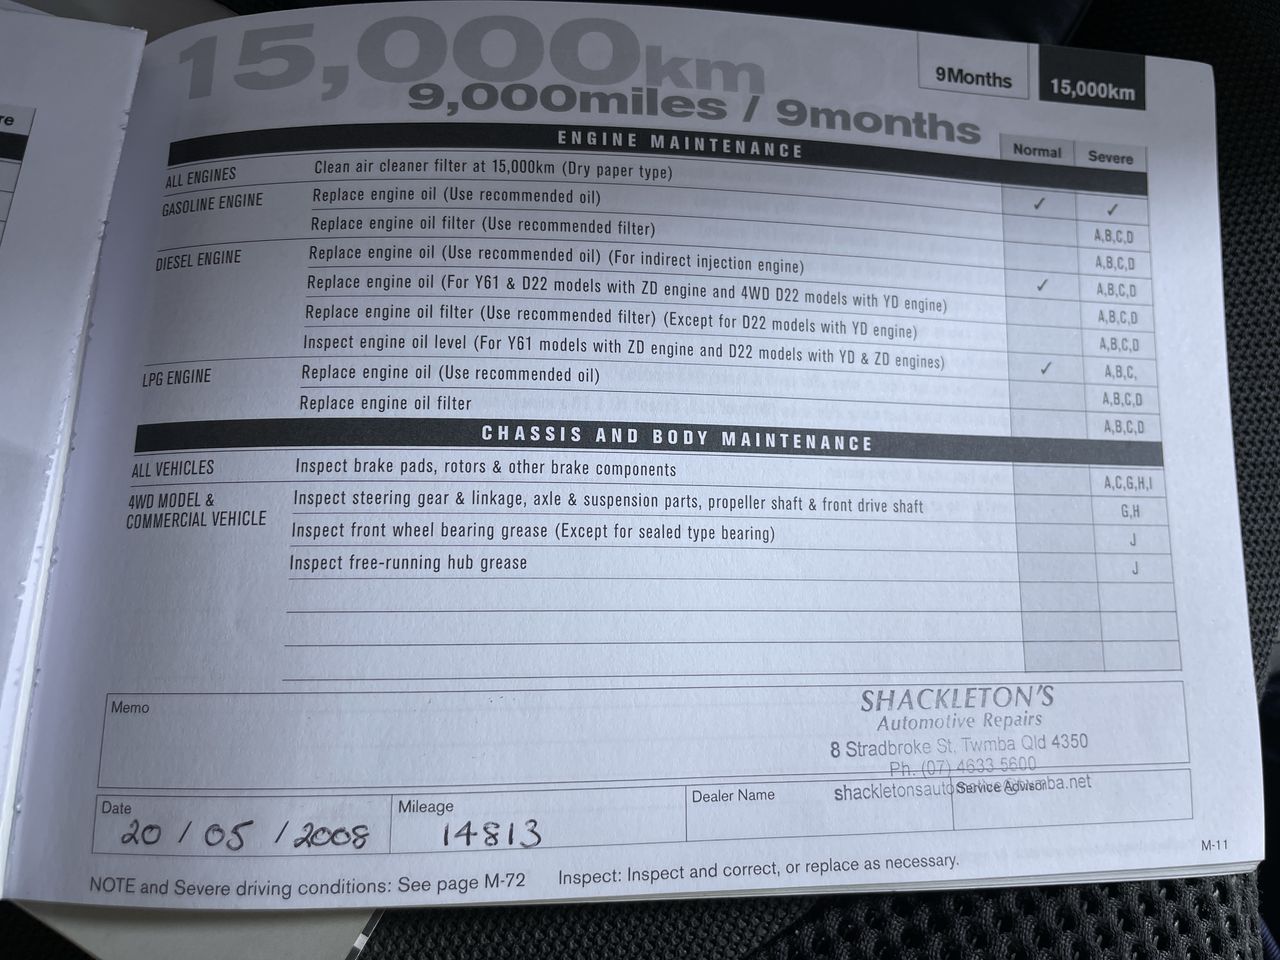 re
15,000km
9,000miles / 9months
9Months
15,000km
ENGINE MAINTENANCE
Normal
Severe
ALL ENGINES
Clean air cleaner filter at 15,000km (Dry paper type)
✓ ✓
GASOLINE ENGINE
Replace engine oil (Use recommended oil)
A,B,C,D
Replace engine oil filter (Use recommended filter)
A,B,C,D
DIESEL ENGINE
Replace engine oil (Use recommended oil) (For indirect injection engine)
✓ A,B,C,D
Replace engine oil (For Y61 & D22 models with ZD engine and 4WD D22 models with YD engine)
A,B,C,D
Replace engine oil filter (Use recommended filter) (Except for D22 models with YD engine)
A,B,C,D
Inspect engine oil level (For Y61 models with ZD engine and D22 models with YD & ZD engines)
✓ A,B,C,
LPG ENGINE
Replace engine oil (Use recommended oil)
A,B,C,D
Replace engine oil filter
A,B,C,D
CHASSIS AND BODY MAINTENANCE
ALL VEHICLES
Inspect brake pads, rotors & other brake components
A,C,G,H,I
4WD MODEL &
COMMERCIAL VEHICLE
Inspect steering gear & linkage, axle & suspension parts, propeller shaft & front drive shaft
G,H
Inspect front wheel bearing grease (Except for sealed type bearing)
J
Inspect free-running hub grease
J
Memo
SHACKLETON'S
Automotive Repairs
8 Stradbroke St, Twmba Qld 4350
Ph. (07) 4633 5600
Date
20 / 05 / 2008
Mileage
14813
Dealer Name
Service Advisor
NOTE and Severe driving conditions: See page M-72
Inspect: Inspect and correct, or replace as necessary.
M-11